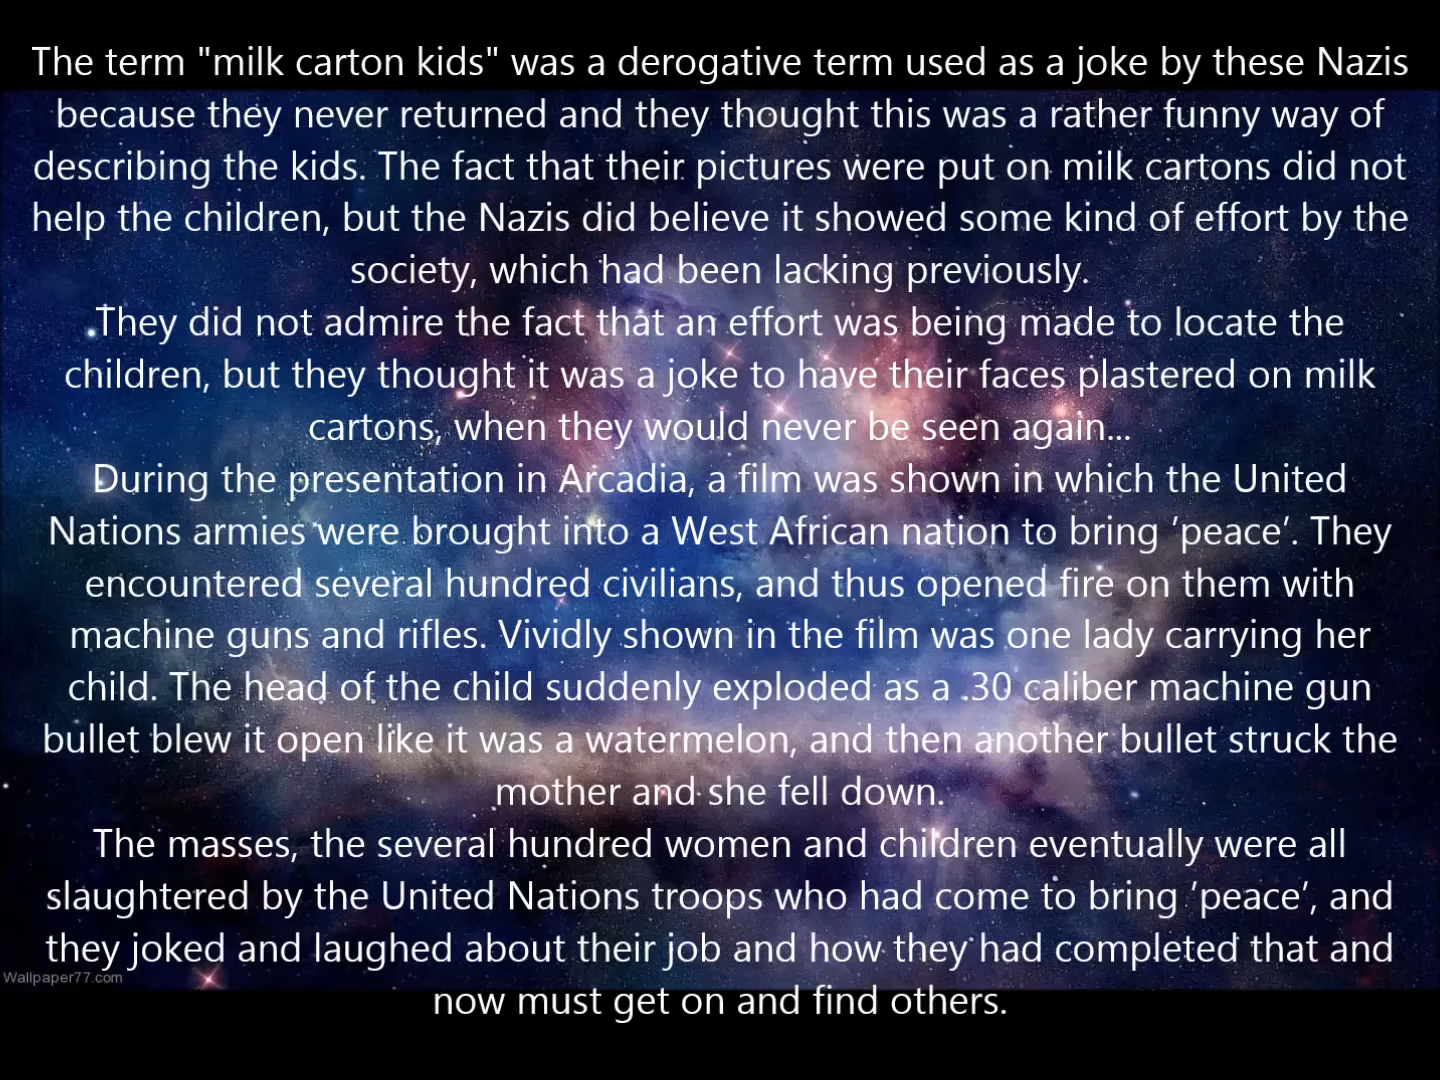 The term "milk carton kids" was a derogative term used as a joke by these Nazis
because they never returned and they thought this was a rather funny way of
describing the kids. The fact that their pictures were put on milk cartons did not
help the children, but the Nazis did believe it showed some kind of effort by the
society, which had been lacking previously.
They did not admire the fact that an effort was being made to locate the
children, but they thought it was a joke to have their faces plastered on milk
cartons, when they would never be seen again...
During the presentation in Arcadia, a film was shown in which the United
Nations armies were brought into a West African nation to bring ‘peace’. They
encountered several hundred civilians, and thus opened fire on them with
machine guns and rifles. Vividly shown in the film was one lady carrying her
child. The head of the child suddenly exploded as a .30 caliber machine gun
bullet blew it open like it was a watermelon, and then another bullet struck the
mother and she fell down.
The masses, the several hundred women and children eventually were all
slaughtered by the United Nations troops who had come to bring ‘peace’, and
they joked and laughed about their job and how they had completed that and
Wallpaper77.com
now must get on and find others.